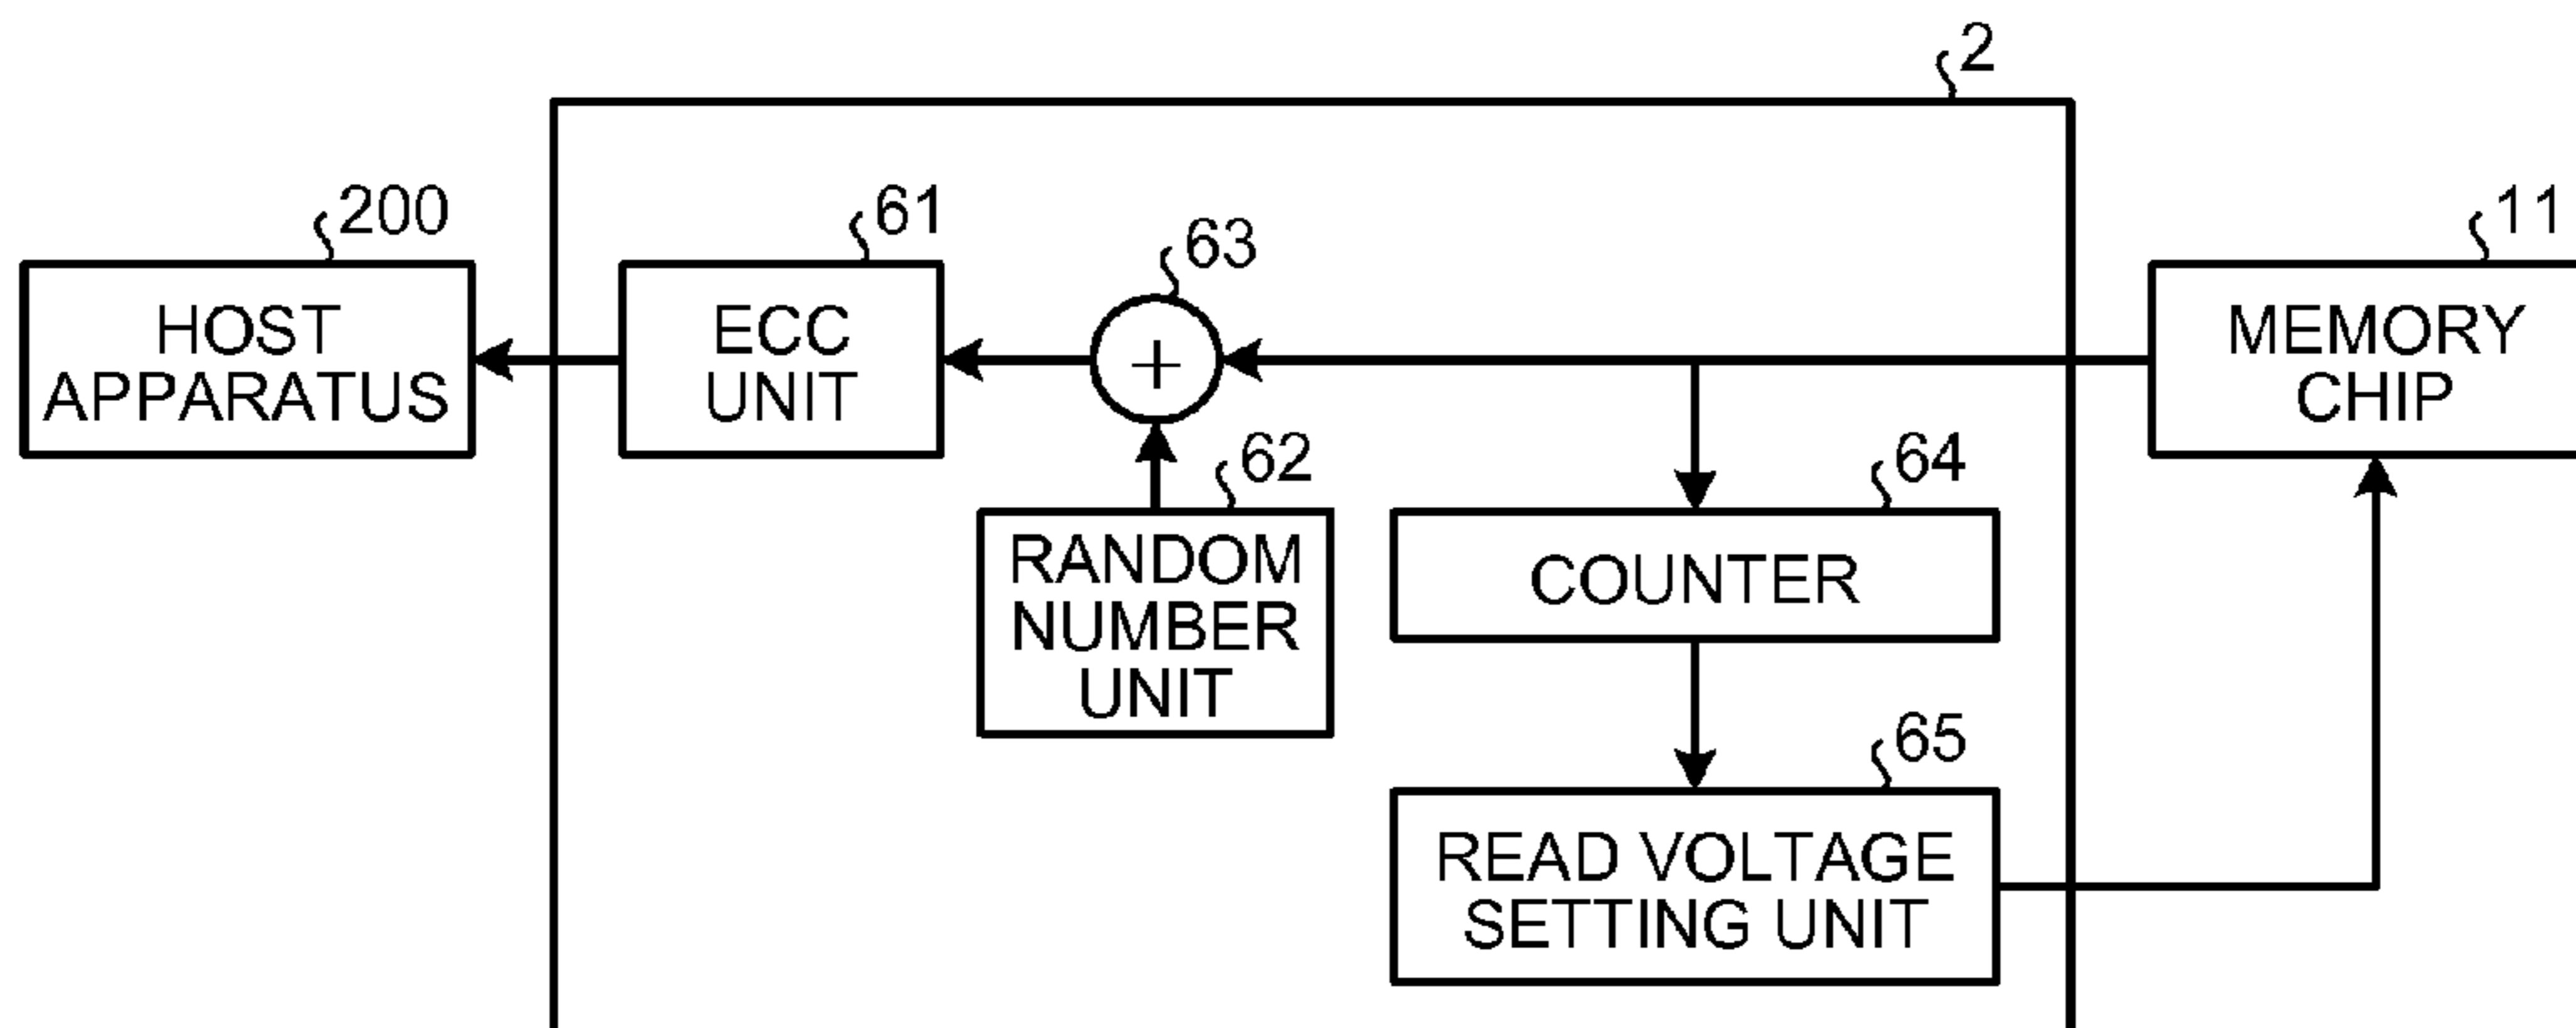 2
200
61
63
11
HOST
APPARATUS
ECC
UNIT
+
MEMORY
CHIP
62
64
RANDOM
NUMBER
UNIT
COUNTER
65
READ VOLTAGE
SETTING UNIT